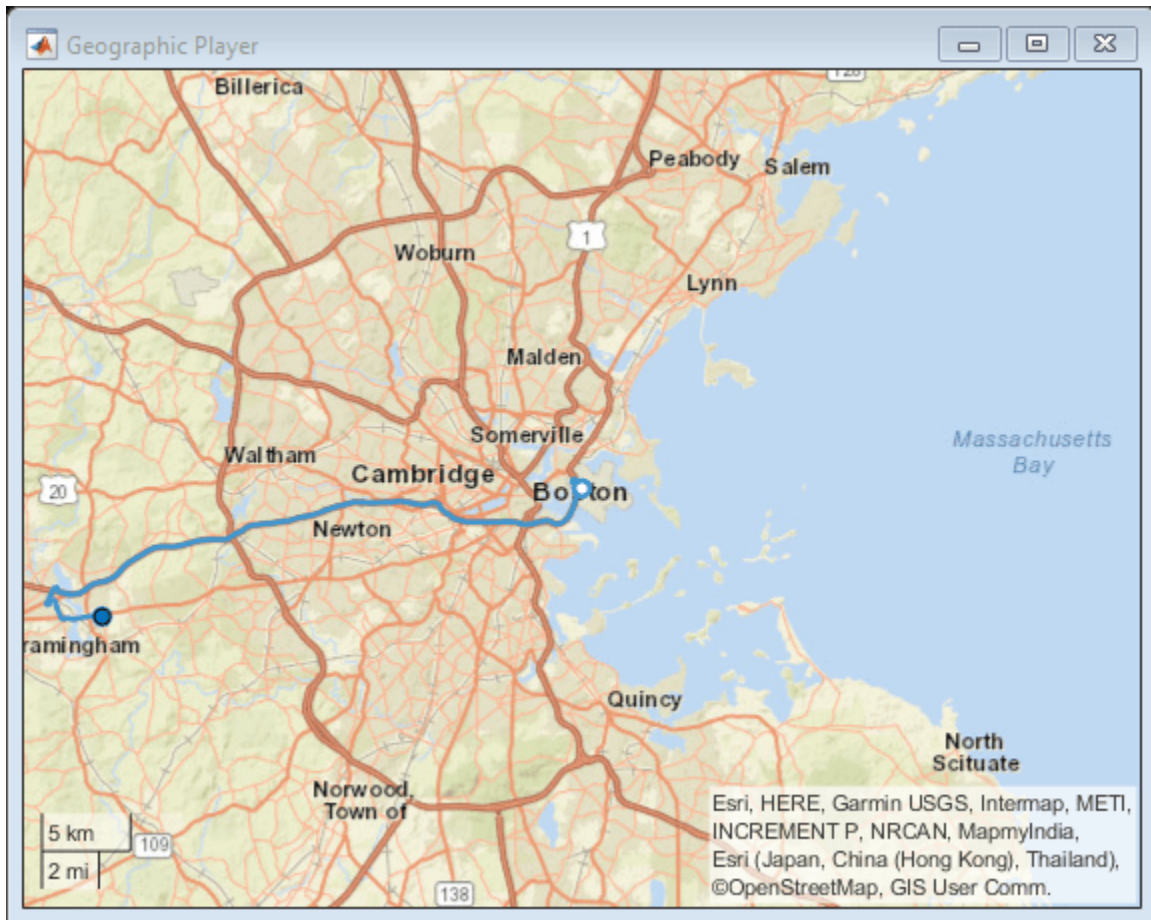 Geographic Player
128
Billerica
Peabody
Salem
1
Woburn
Lynn
Malden
Somerville
Waltham
Cambridge
Massachusetts
Bay
20
Boston
Newton
ramingham
Quincy
North
Scituate
Norwood,
Town of
5 km
2 mi
109
138
Esri, HERE, Garmin USGS, Intermap, METI,
INCREMENT P, NRCAN, MapmyIndia,
Esri (Japan, China (Hong Kong), Thailand),
©OpenStreetMap, GIS User Comm.